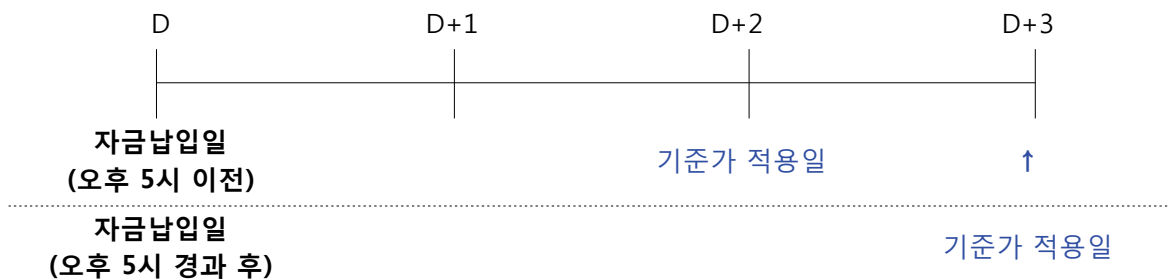 D D+1 D+2 D+3
자금납입일
(오후 5시 이전)
기준가 적용일 ↑
자금납입일
(오후 5시 경과 후)
기준가 적용일